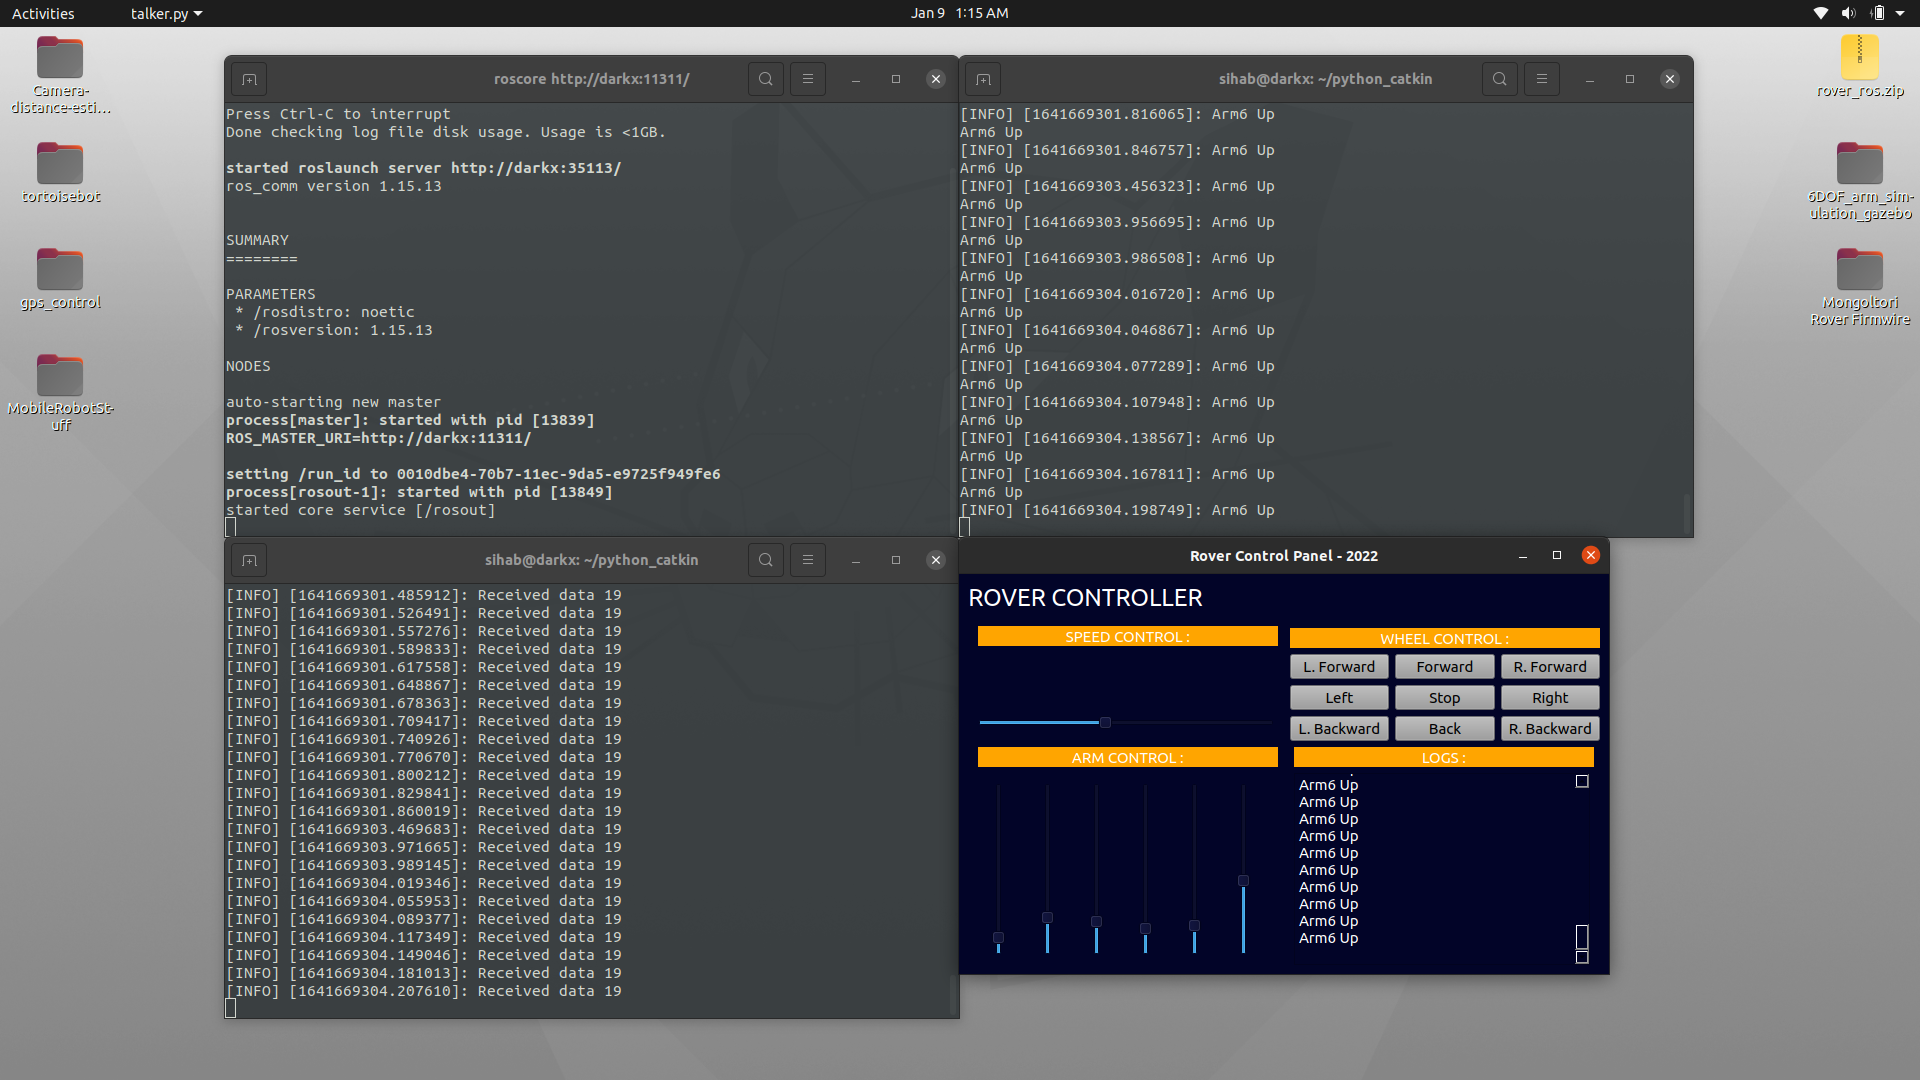 Activities
talker.py
Jan 9 1:15 AM
Camera-
distance-esti...
tortoisebot
gps_control
MobileRobotSt-
uff
rover_ros.zip
6DOF_arm_sim-
ulation_gazebo
Mongoltori
Rover Firmwire
roscore http://darkx:11311/
Press Ctrl-C to interrupt
Done checking log file disk usage. Usage is <1GB.
started roslaunch server http://darkx:35113/
ros_comm version 1.15.13
SUMMARY
========
PARAMETERS
* /rosdistro: noetic
* /rosversion: 1.15.13
NODES
auto-starting new master
process[master]: started with pid [13839]
ROS_MASTER_URI=http://darkx:11311/
setting /run_id to 0010dbe4-70b7-11ec-9da5-e9725f949fe6
process[rosout-1]: started with pid [13849]
started core service [/rosout]
sihab@darkx: ~/python_catkin
[INFO] [1641669301.816065]: Arm6 Up
Arm6 Up
[INFO] [1641669301.846757]: Arm6 Up
Arm6 Up
[INFO] [1641669303.456323]: Arm6 Up
Arm6 Up
[INFO] [1641669303.956695]: Arm6 Up
Arm6 Up
[INFO] [1641669303.986508]: Arm6 Up
Arm6 Up
[INFO] [1641669304.016720]: Arm6 Up
Arm6 Up
[INFO] [1641669304.046867]: Arm6 Up
Arm6 Up
[INFO] [1641669304.077289]: Arm6 Up
Arm6 Up
[INFO] [1641669304.107948]: Arm6 Up
Arm6 Up
[INFO] [1641669304.138567]: Arm6 Up
Arm6 Up
[INFO] [1641669304.167811]: Arm6 Up
Arm6 Up
[INFO] [1641669304.198749]: Arm6 Up
sihab@darkx: ~/python_catkin
[INFO] [1641669301.485912]: Received data 19
[INFO] [1641669301.526491]: Received data 19
[INFO] [1641669301.557276]: Received data 19
[INFO] [1641669301.589833]: Received data 19
[INFO] [1641669301.617558]: Received data 19
[INFO] [1641669301.648867]: Received data 19
[INFO] [1641669301.678363]: Received data 19
[INFO] [1641669301.709417]: Received data 19
[INFO] [1641669301.740926]: Received data 19
[INFO] [1641669301.770670]: Received data 19
[INFO] [1641669301.800212]: Received data 19
[INFO] [1641669301.829841]: Received data 19
[INFO] [1641669301.860019]: Received data 19
[INFO] [1641669303.469683]: Received data 19
[INFO] [1641669303.971665]: Received data 19
[INFO] [1641669303.989145]: Received data 19
[INFO] [1641669304.019346]: Received data 19
[INFO] [1641669304.055953]: Received data 19
[INFO] [1641669304.089377]: Received data 19
[INFO] [1641669304.117349]: Received data 19
[INFO] [1641669304.149046]: Received data 19
[INFO] [1641669304.181013]: Received data 19
[INFO] [1641669304.207610]: Received data 19
Rover Control Panel - 2022
ROVER CONTROLLER
SPEED CONTROL :
WHEEL CONTROL :
L. Forward Forward R. Forward
Left Stop Right
L. Backward Back R. Backward
ARM CONTROL :
LOGS :
Arm6 Up
Arm6 Up
Arm6 Up
Arm6 Up
Arm6 Up
Arm6 Up
Arm6 Up
Arm6 Up
Arm6 Up
Arm6 Up